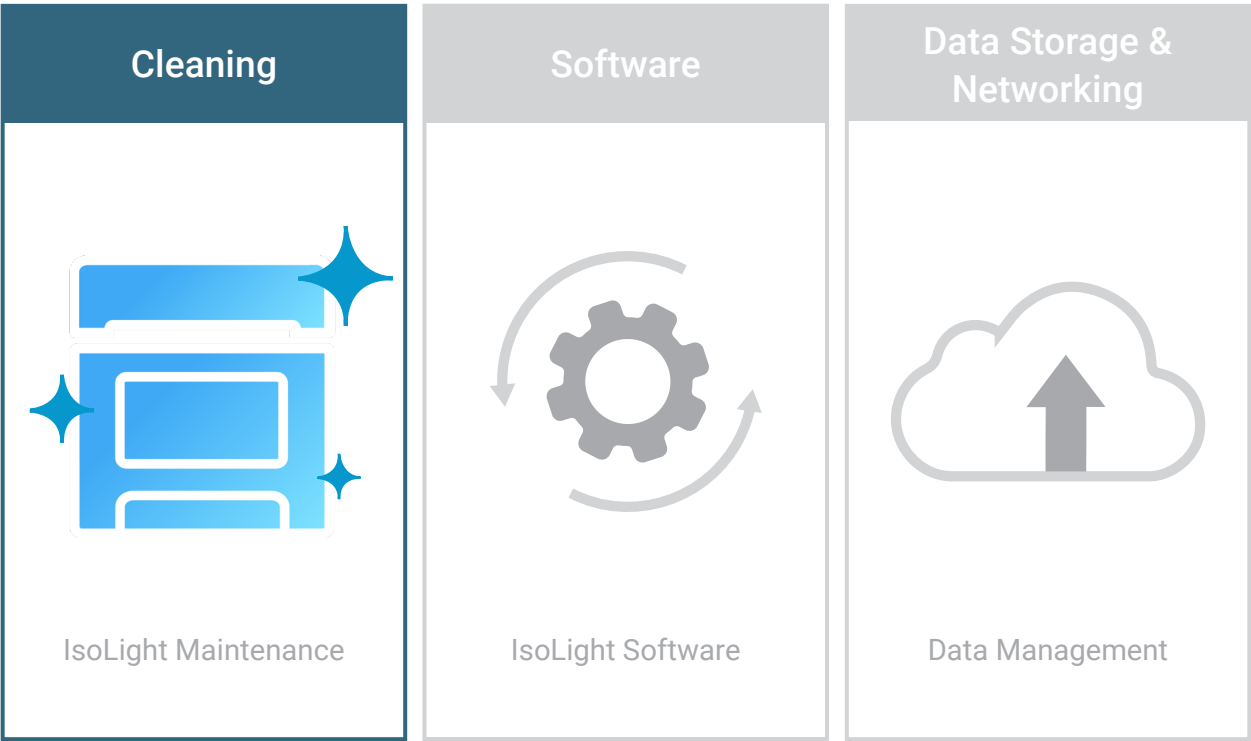 Cleaning
IsoLight Maintenance
Software
IsoLight Software
Data Storage &
Networking
Data Management